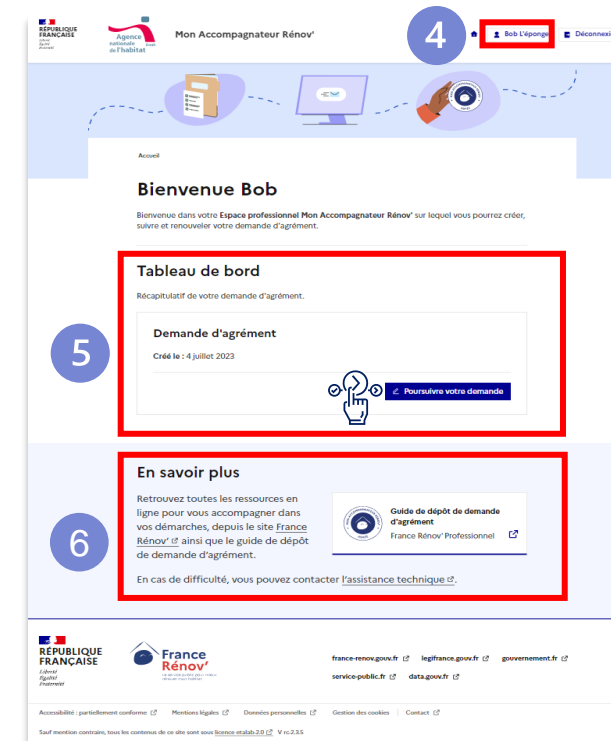 RÉPUBLIQUE
FRANÇAISE
Liberté
Égalité
Fraternité
Agence
nationale
de l'habitat
Mon Accompagnateur Rénov'
4
Bob L'éponge
Déconnexi
Accueil
Bienvenue Bob
Bienvenue dans votre Espace professionnel Mon Accompagnateur Rénov' sur lequel vous pourrez créer,
suivre et renouveler votre demande d'agrément.
5
Tableau de bord
Récapitulatif de votre demande d'agrément.
Demande d'agrément
Créé le : 4 juillet 2023
Poursuivre votre demande
6
En savoir plus
Retrouvez toutes les ressources en
ligne pour vous accompagner dans
vos démarches, depuis le site France
Rénov' ainsi que le guide de dépôt
de demande d'agrément.
Guide de dépôt de demande
d'agrément
France Rénov' Professionnel
En cas de difficulté, vous pouvez contacter l'assistance technique.
RÉPUBLIQUE
FRANÇAISE
Liberté
Égalité
Fraternité
France
Rénov'
france-renov.gouv.fr legifrance.gouv.fr gouvernement.fr
service-public.fr data.gouv.fr
Accessibilité : partiellement conforme Mentions légales Données personnelles Gestion des cookies Contact
Sauf mention contraire, tous les contenus de ce site sont sous licence etalab-2.0 V rc.2.3.5